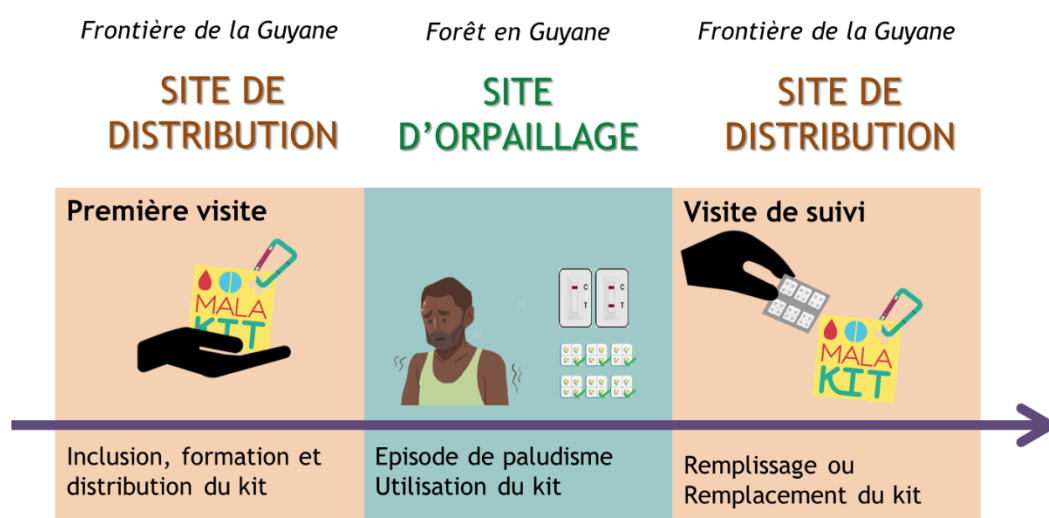 Frontière de la Guyane
SITE DE
DISTRIBUTION
Forêt en Guyane
SITE
D'ORPAILLAGE
Frontière de la Guyane
SITE DE
DISTRIBUTION
Première visite
MALA
KIT
Inclusion, formation et
distribution du kit
C
T
C
T
Episode de paludisme
Utilisation du kit
Visite de suivi
MALA
KIT
Remplissage ou
Remplacement du kit